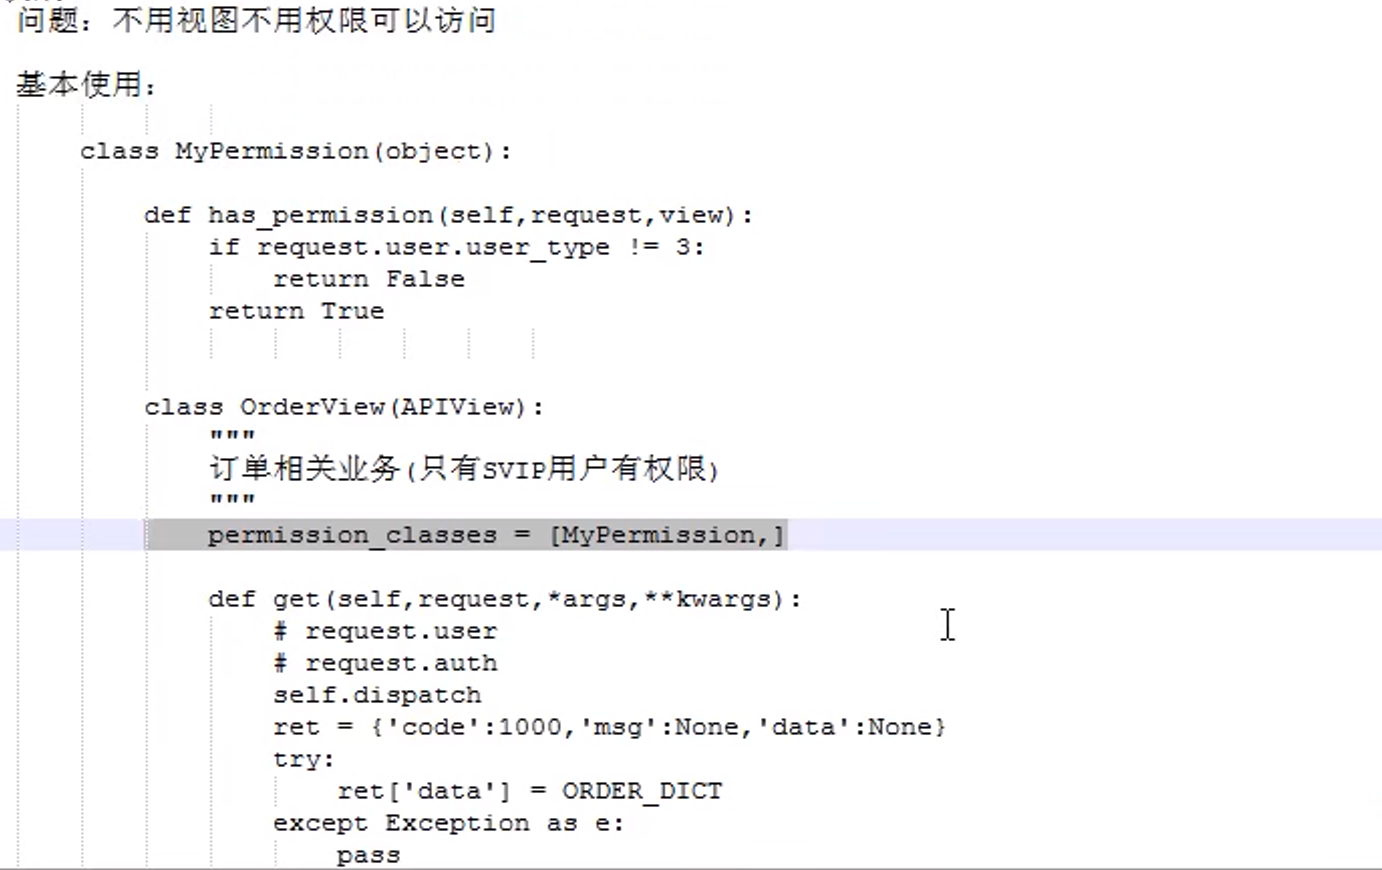 问题：不用视图不用权限可以访问
基本使用：
class MyPermission(object):
def has_permission(self,request,view):
if request.user.user_type != 3:
return False
return True
class OrderView(APIView):
"""
订单相关业务(只有SVIP用户有权限)
"""
permission_classes = [MyPermission,]
def get(self,request,*args,**kwargs):
# request.user
# request.auth
self.dispatch
ret = {'code':1000,'msg':None,'data':None}
try:
ret['data'] = ORDER_DICT
except Exception as e:
pass